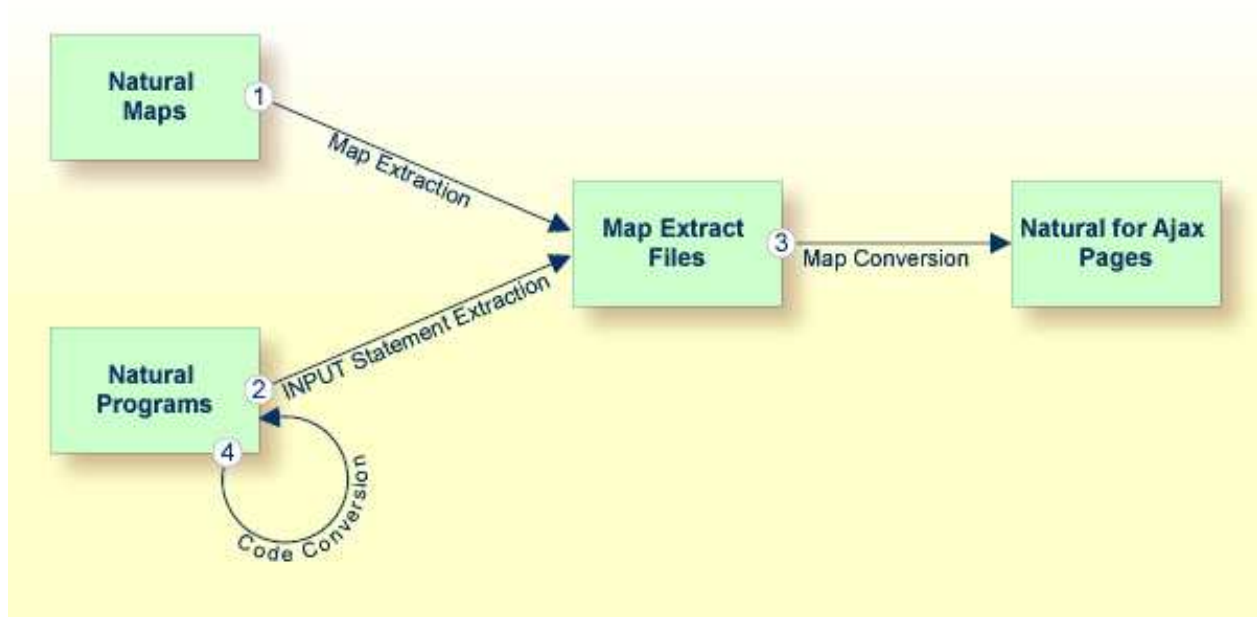 Natural
Maps
1
Map Extraction
Map Extract
Files
3
Map Conversion
Natural for Ajax
Pages
Natural
Programs
2
INPUT Statement Extraction
4
Code Conversion